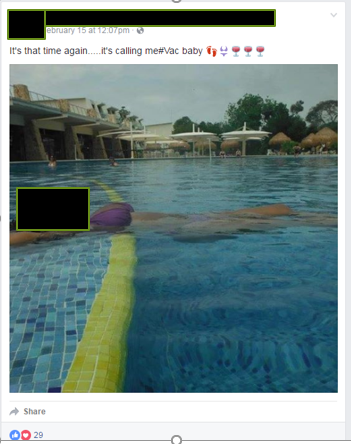 ebruary 15 at 12:07pm ·
It's that time again.....it's calling me#Vac baby 👣👙🍷🍷🍷
Share
29